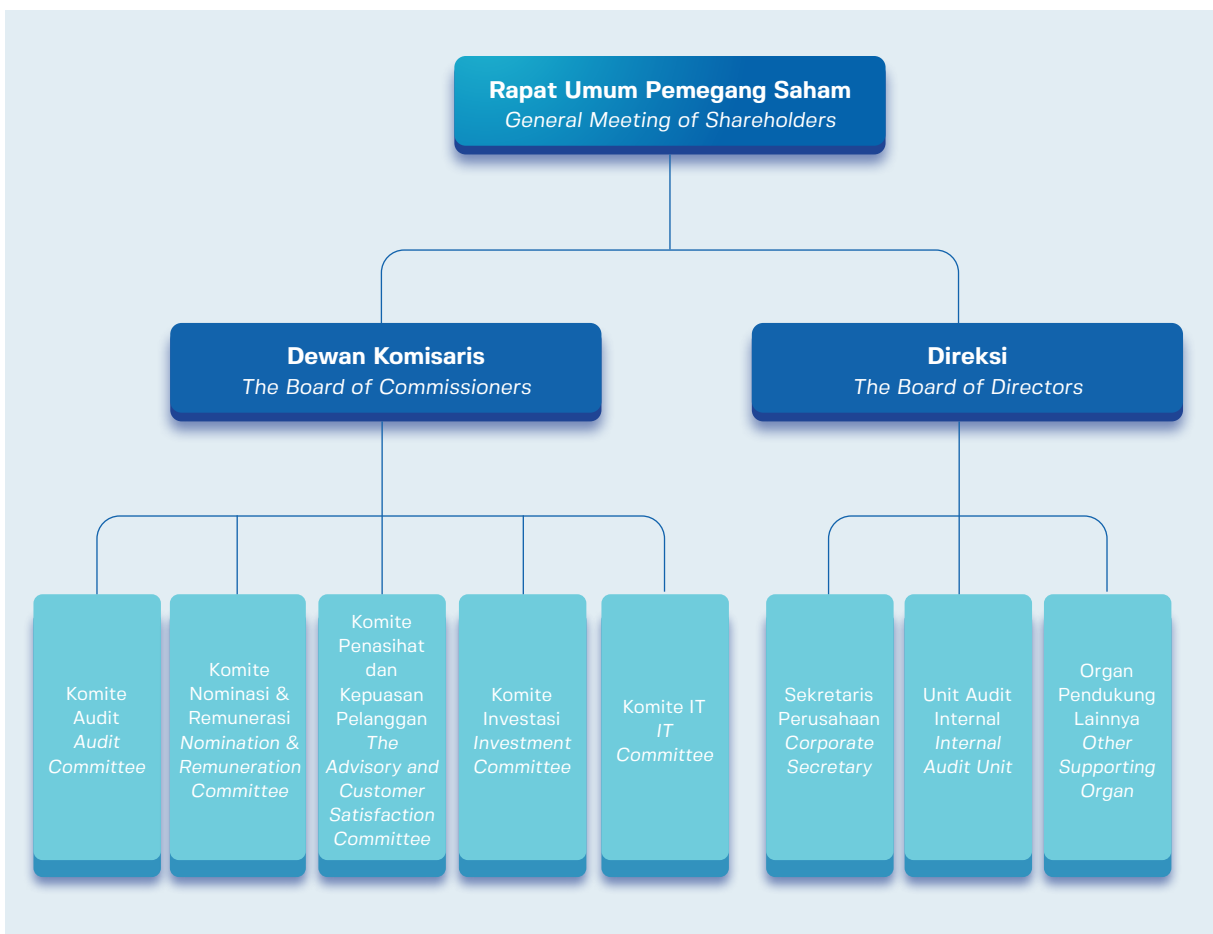 Rapat Umum Pemegang Saham
General Meeting of Shareholders
Dewan Komisaris
The Board of Commissioners
Direksi
The Board of Directors
Komite
Audit
Audit
Committee
Komite
Nominasi &
Remunerasi
Nomination &
Remuneration
Committee
Komite
Penasihat
dan
Kepuasan
Pelanggan
The
Advisory and
Customer
Satisfaction
Committee
Komite
Investasi
Investment
Committee
Komite IT
IT
Committee
Sekretaris
Perusahaan
Corporate
Secretary
Unit Audit
Internal
Internal
Audit Unit
Organ
Pendukung
Lainnya
Other
Supporting
Organ